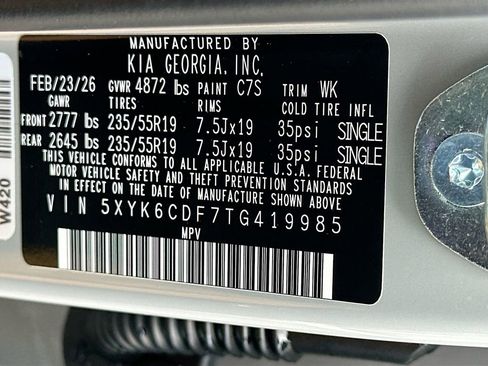 MANUFACTURED BY
KIA GEORGIA, INC.
FEB/23/26 GVWR 4872 lbs PAINT C7S TRIM WK
GAWR TIRES RIMS COLD TIRE INFL
FRONT 2777 lbs 235/55R19 7.5Jx19 35psi SINGLE
REAR 2645 lbs 235/55R19 7.5Jx19 35psi SINGLE
THIS VEHICLE CONFORMS TO ALL APPLICABLE U.S.A. FEDERAL
MOTOR VEHICLE SAFETY BUMPER, AND THEFT PREVENTION STANDARDS
IN EFFECT ON THE DATE OF MANUFACTURE SHOWN ABOVE.
VIN 5XYK6CDF7TG419985
MPV
W420